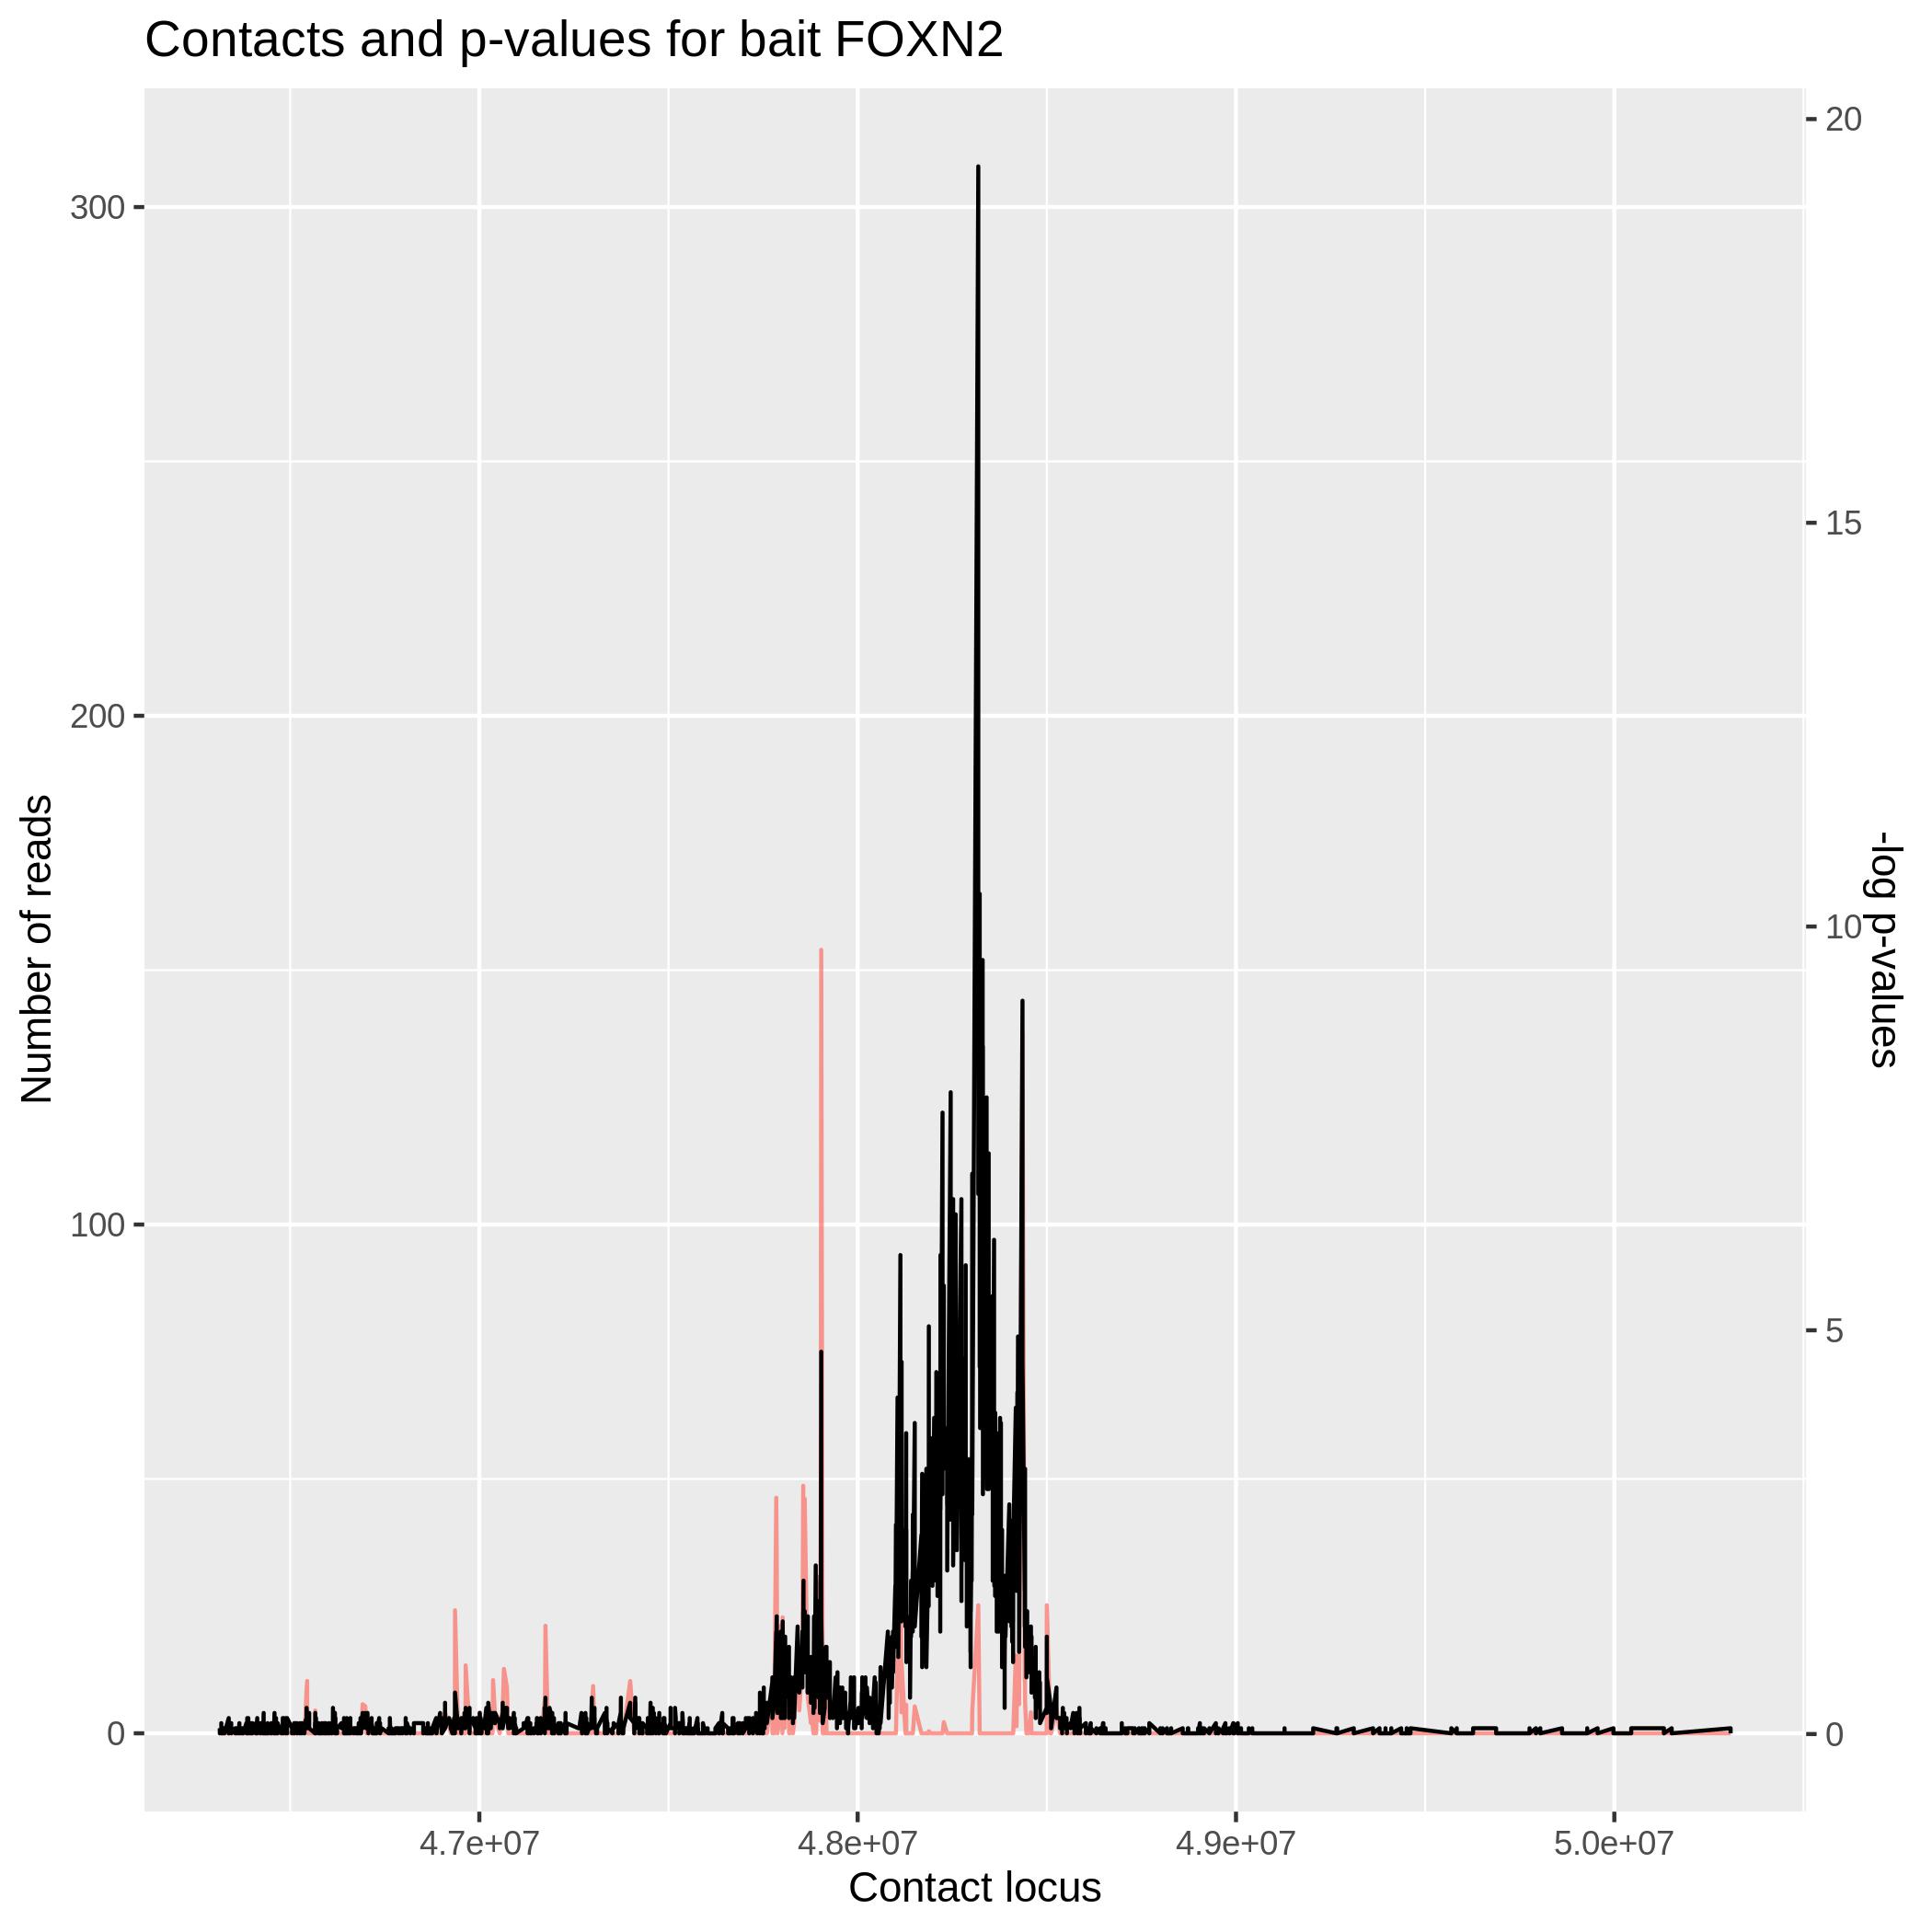 Contacts and p-values for bait FOXN2
Number of reads
300
200
100
0
20
15
10
5
0
-log p-values
4.7e+07 4.8e+07 4.9e+07 5.0e+07
Contact locus